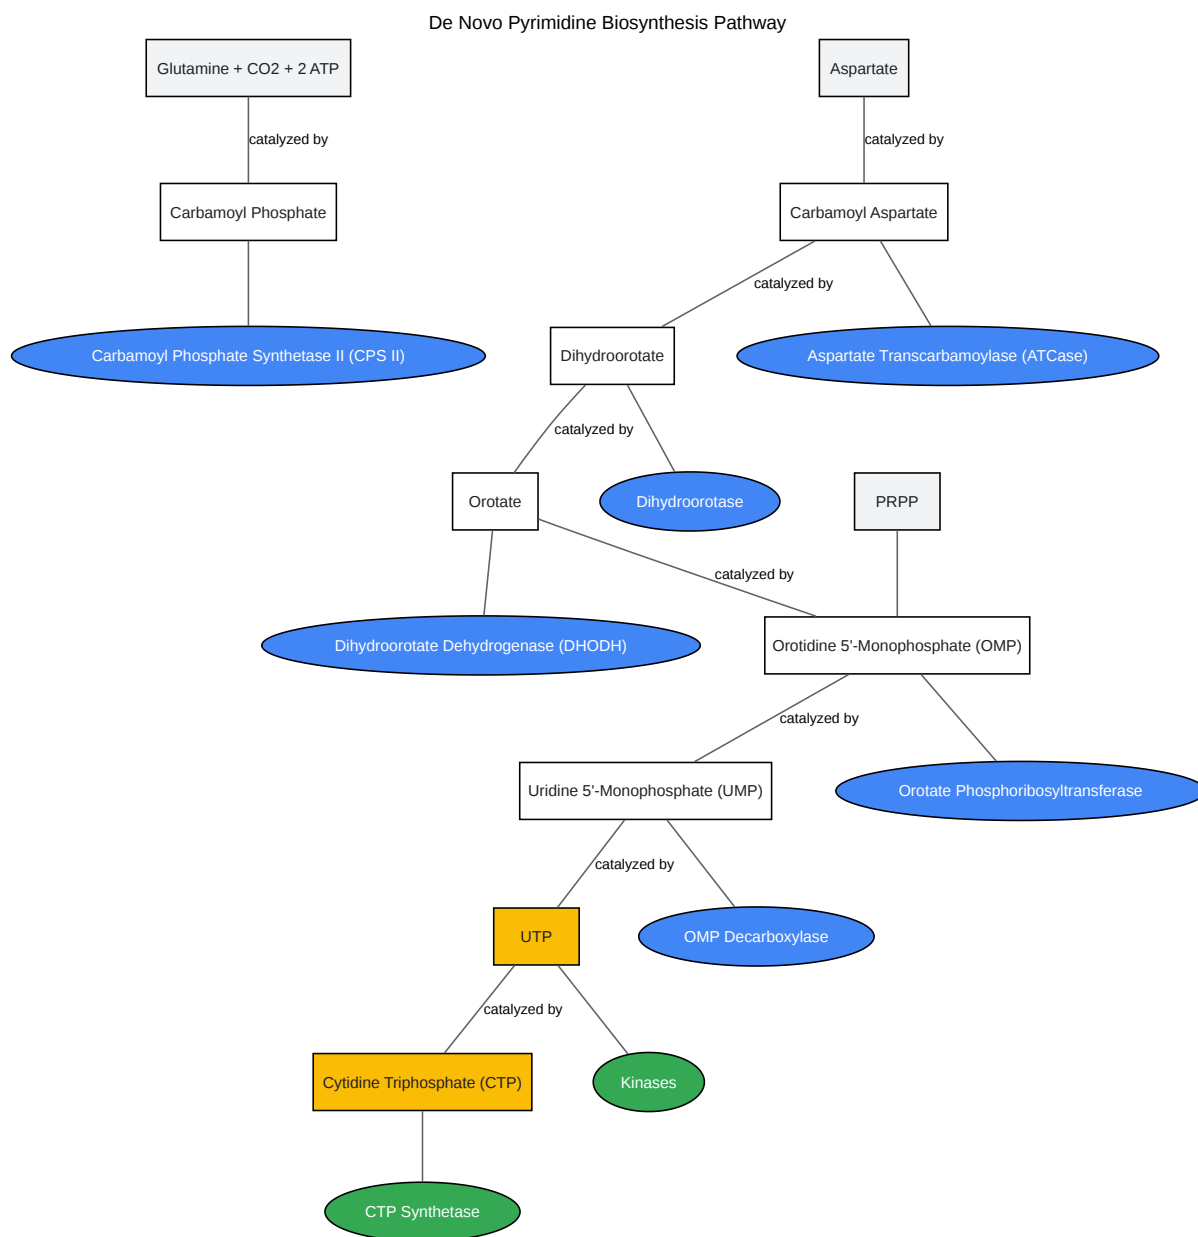 De Novo Pyrimidine Biosynthesis Pathway
Glutamine + CO2 + 2 ATP
Aspartate
catalyzed by
catalyzed by
Carbamoyl Phosphate
Carbamoyl Aspartate
catalyzed by
Carbamoyl Phosphate Synthetase II (CPS II)
Dihydroorotate
Aspartate Transcarbamoylase (ATCase)
catalyzed by
Orotate
Dihydroorotase
PRPP
catalyzed by
Dihydroorotate Dehydrogenase (DHODH)
Orotidine 5'-Monophosphate (OMP)
catalyzed by
Uridine 5'-Monophosphate (UMP)
Orotate Phosphoribosyltransferase
catalyzed by
UTP
OMP Decarboxylase
catalyzed by
Cytidine Triphosphate (CTP)
Kinases
CTP Synthetase